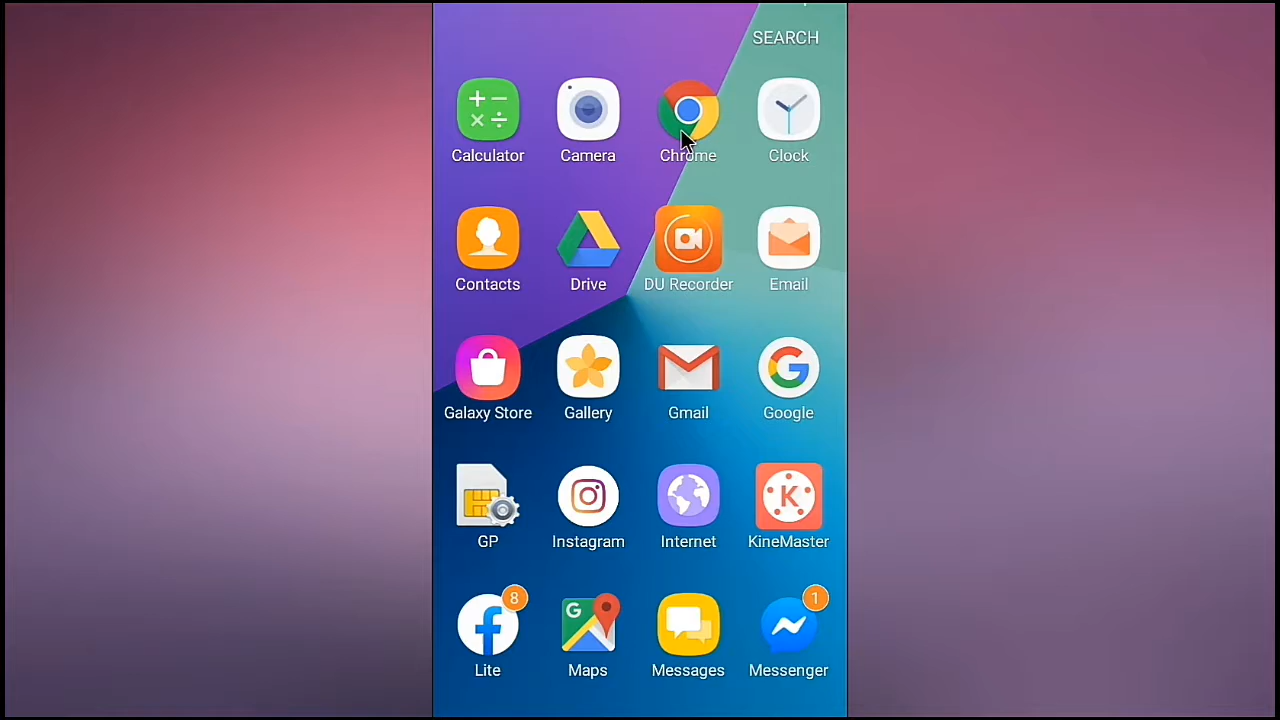 SEARCH
Calculator Camera Chrome Clock
Contacts Drive DU Recorder Email
Galaxy Store Gallery Gmail Google
GP Instagram Internet KineMaster
8 1
Lite Maps Messages Messenger